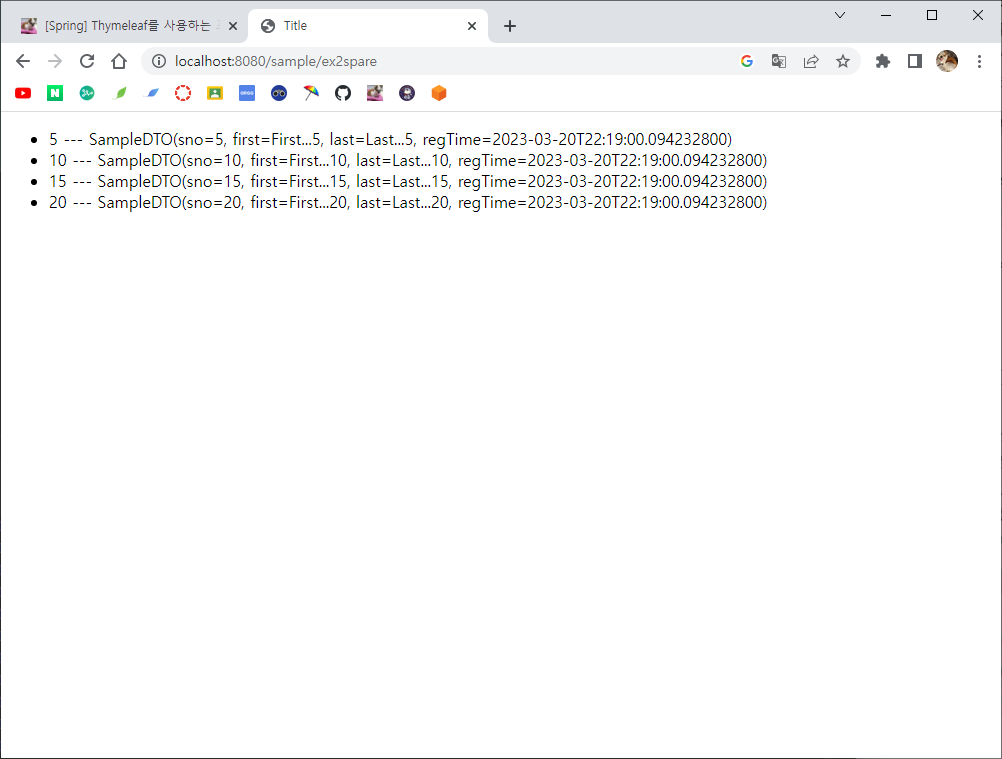 [Spring] Thymeleaf를 사용하는
Title
localhost:8080/sample/ex2spare
5 --- SampleDTO(sno=5, first=First...5, last=Last...5, regTime=2023-03-20T22:19:00.094232800)
10 --- SampleDTO(sno=10, first=First...10, last=Last...10, regTime=2023-03-20T22:19:00.094232800)
15 --- SampleDTO(sno=15, first=First...15, last=Last...15, regTime=2023-03-20T22:19:00.094232800)
20 --- SampleDTO(sno=20, first=First...20, last=Last...20, regTime=2023-03-20T22:19:00.094232800)